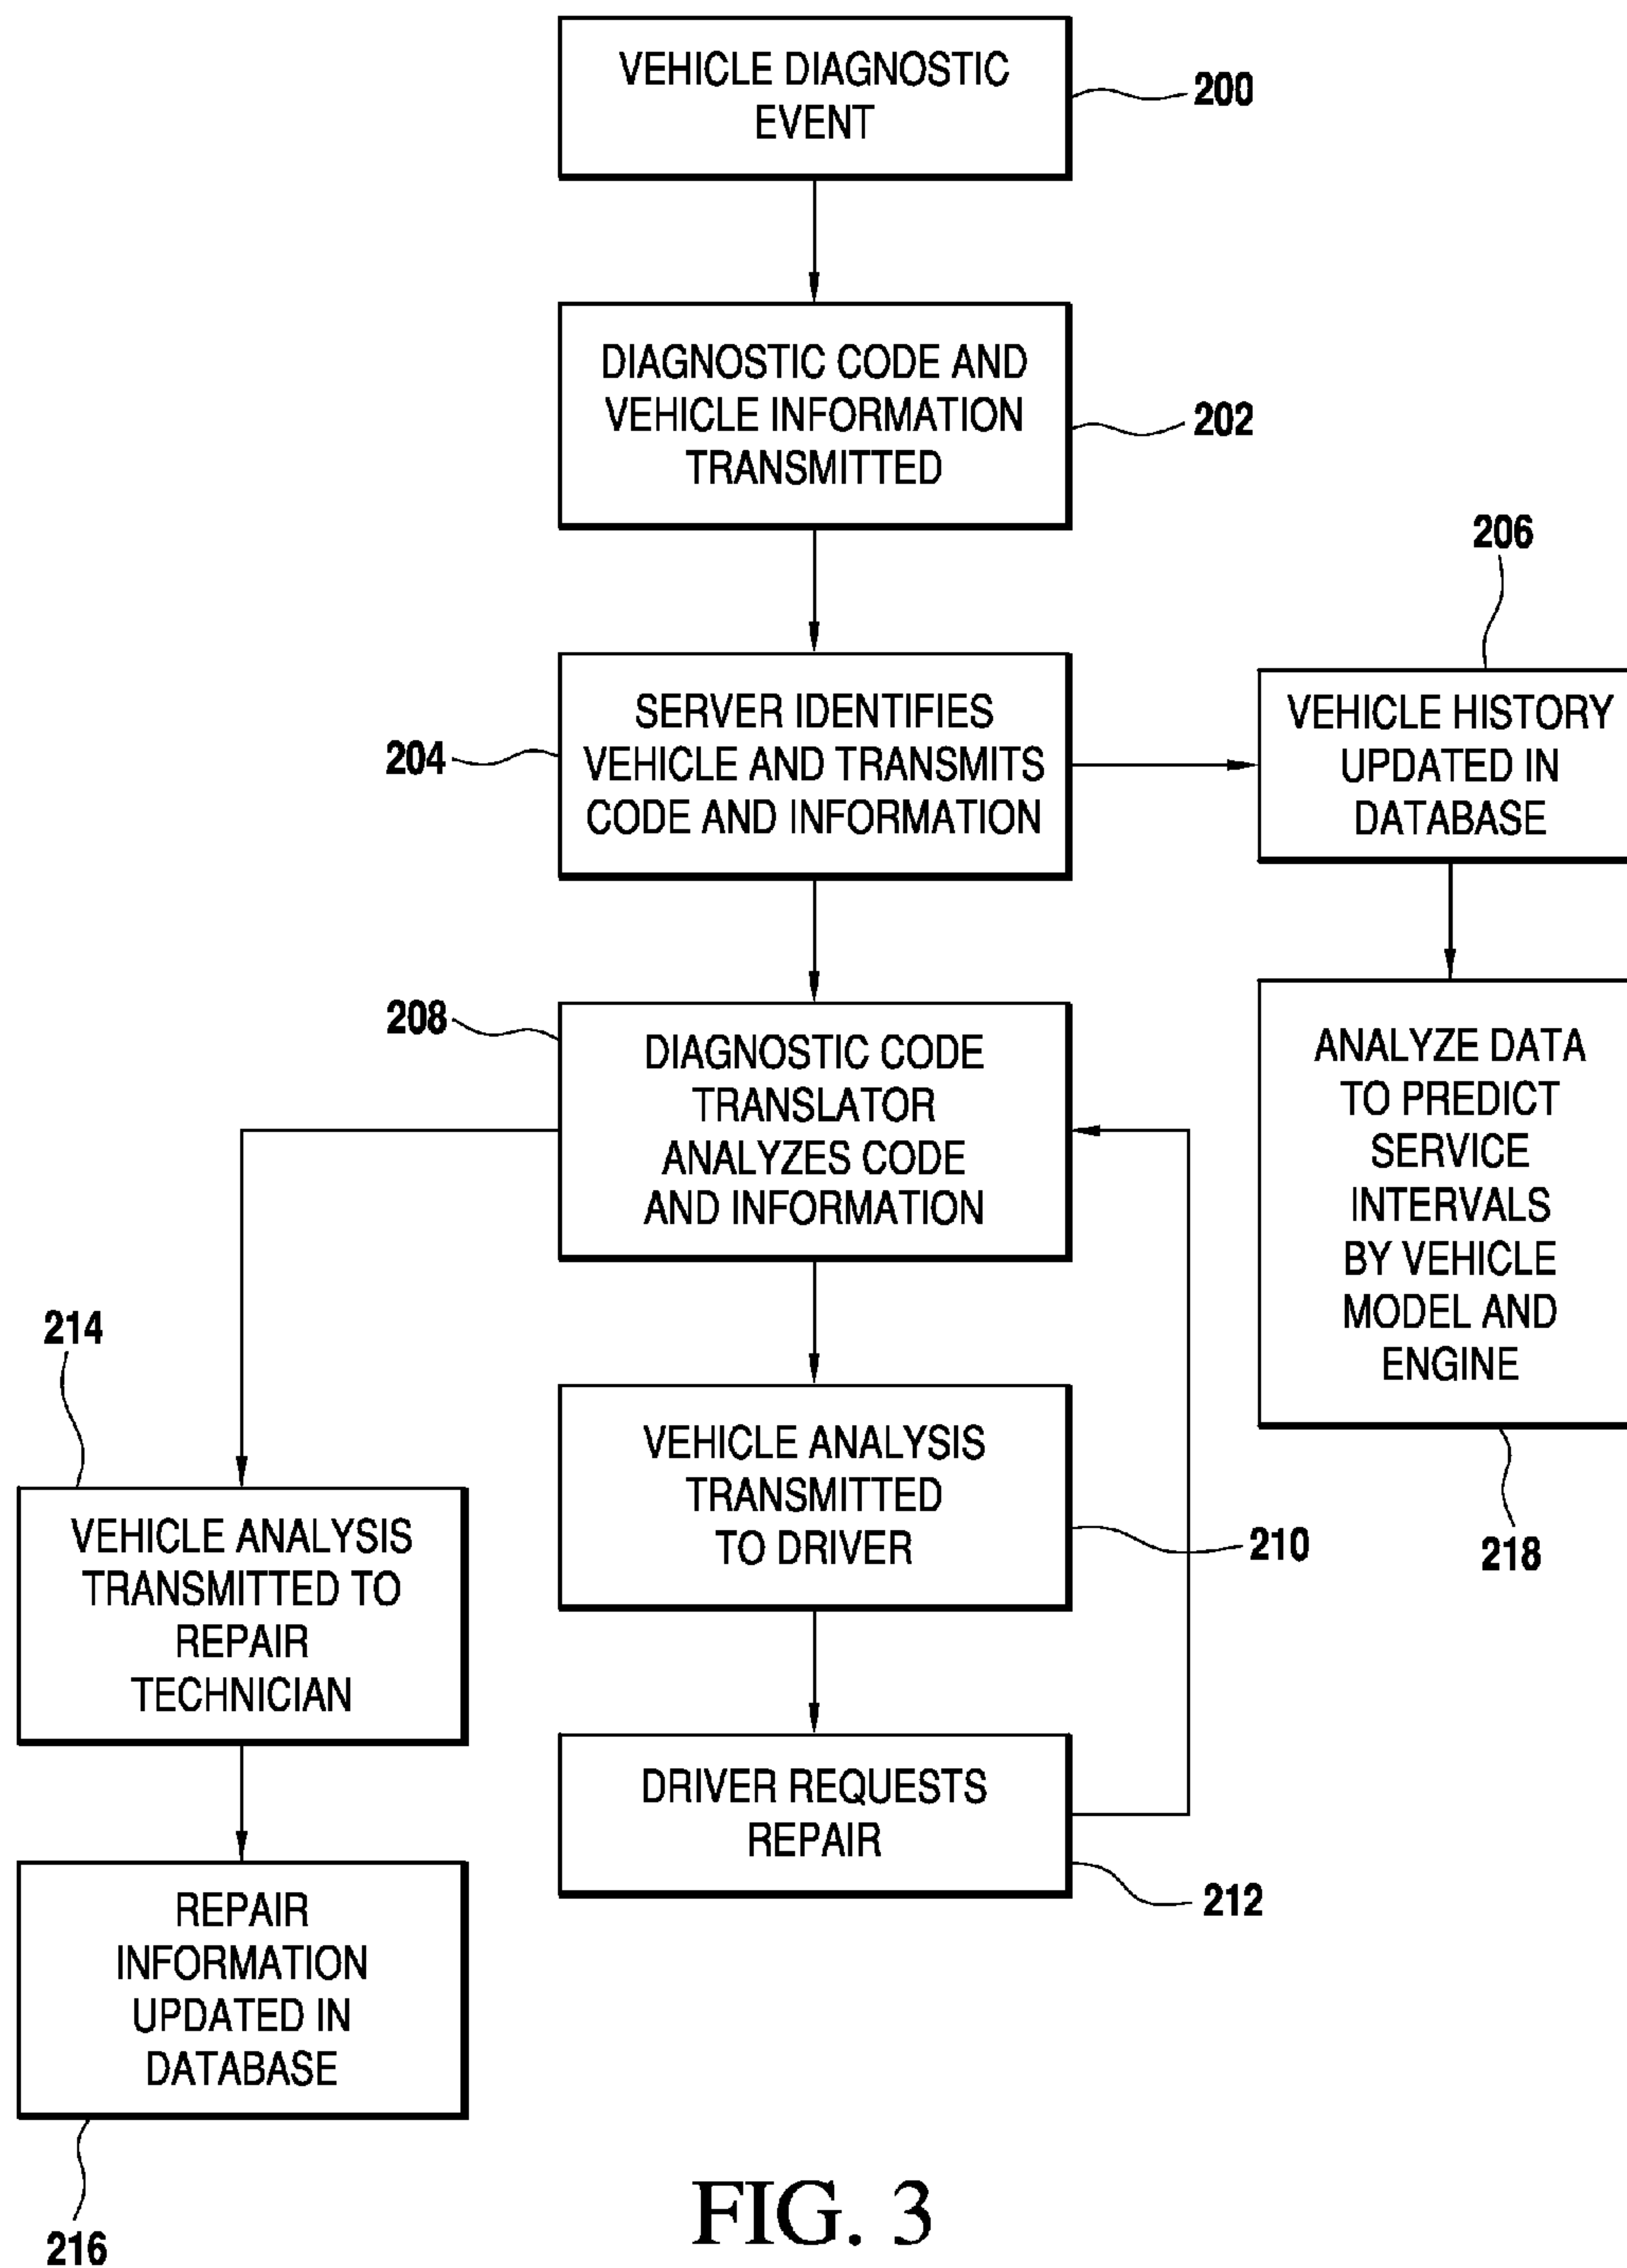 VEHICLE DIAGNOSTIC
EVENT
200
DIAGNOSTIC CODE AND
VEHICLE INFORMATION
TRANSMITTED
202
206
SERVER IDENTIFIES
VEHICLE AND TRANSMITS
CODE AND INFORMATION
204
VEHICLE HISTORY
UPDATED IN
DATABASE
208
DIAGNOSTIC CODE
TRANSLATOR
ANALYZES CODE
AND INFORMATION
ANALYZE DATA
TO PREDICT
SERVICE
INTERVALS
BY VEHICLE
MODEL AND
ENGINE
218
214
VEHICLE ANALYSIS
TRANSMITTED
TO DRIVER
210
VEHICLE ANALYSIS
TRANSMITTED TO
REPAIR
TECHNICIAN
DRIVER REQUESTS
REPAIR
212
REPAIR
INFORMATION
UPDATED IN
DATABASE
216
FIG. 3